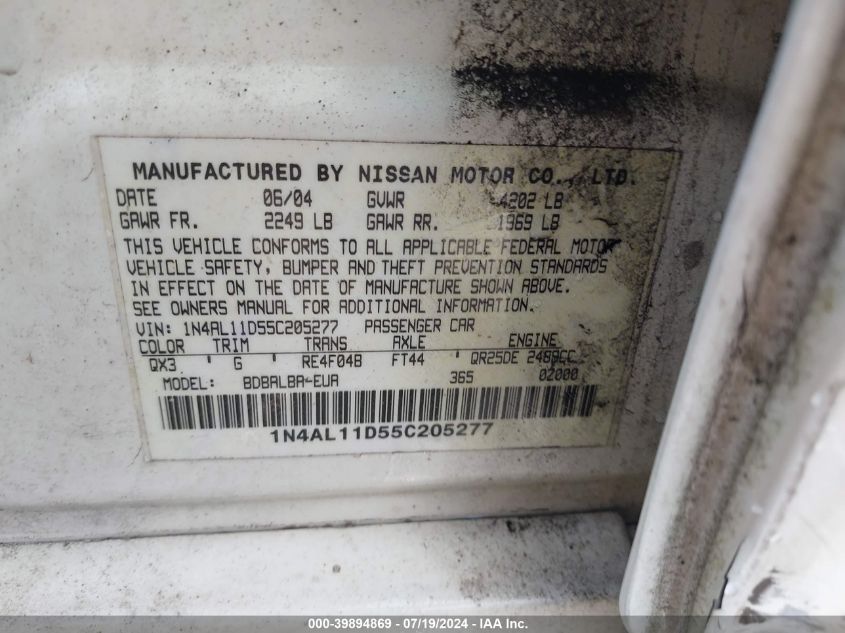 MANUFACTURED BY NISSAN MOTOR CO., LTD.
DATE 06/04 GVWR 4202 LB
GAWR FR. 2249 LB GAWR RR. 1969 LB
THIS VEHICLE CONFORMS TO ALL APPLICABLE FEDERAL MOTOR
VEHICLE SAFETY, BUMPER AND THEFT PREVENTION STANDARDS
IN EFFECT ON THE DATE OF MANUFACTURE SHOWN ABOVE.
SEE OWNERS MANUAL FOR ADDITIONAL INFORMATION.
VIN: 1N4AL11D55C205277 PASSENGER CAR
COLOR TRIM TRANS AXLE ENGINE
QX3 ' G ' RE4F04B FT44 ' QR25DE 2488CC
MODEL: BDBALBA-EUA 365 02000
1N4AL11D55C205277
000-39894869 / 07/19/2024 - IAA Inc.